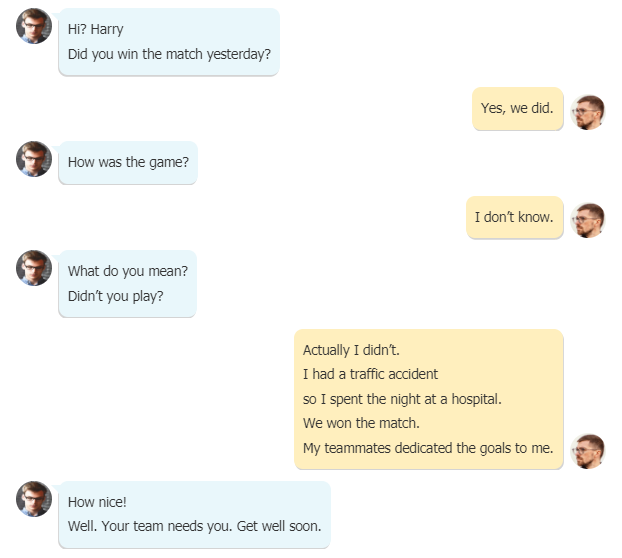 Hi? Harry
Did you win the match yesterday?
Yes, we did.
How was the game?
I don’t know.
What do you mean?
Didn’t you play?
Actually I didn’t.
I had a traffic accident
so I spent the night at a hospital.
We won the match.
My teammates dedicated the goals to me.
How nice!
Well. Your team needs you. Get well soon.